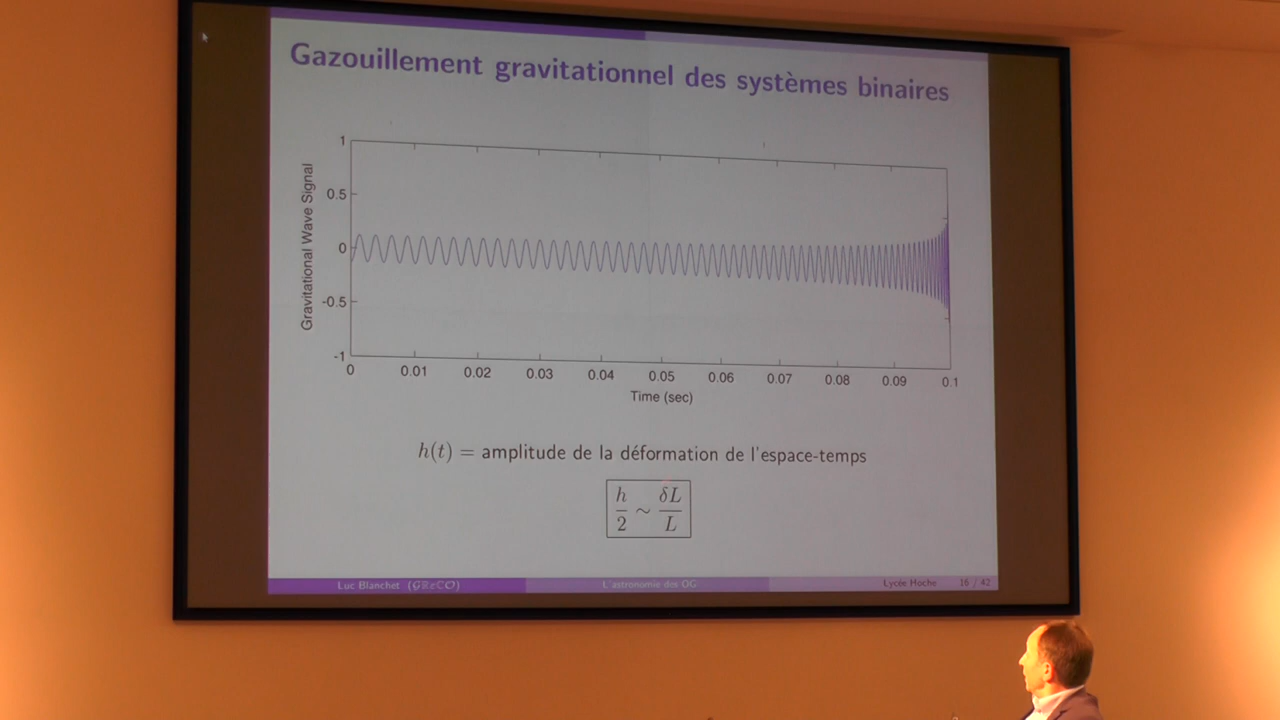 Gazouillement gravitationnel des systèmes binaires
Gravitational Wave Signal
1
0.5
0
-0.5
-1
0 0.01 0.02 0.03 0.04 0.05 0.06 0.07 0.08 0.09 0.1
Time (sec)
h(t) = amplitude de la déformation de l'espace-temps
h/2 ~ δL/L
Luc Blanchet (GReCO) L'astronomie des OG Lycée Hoche 16 / 42